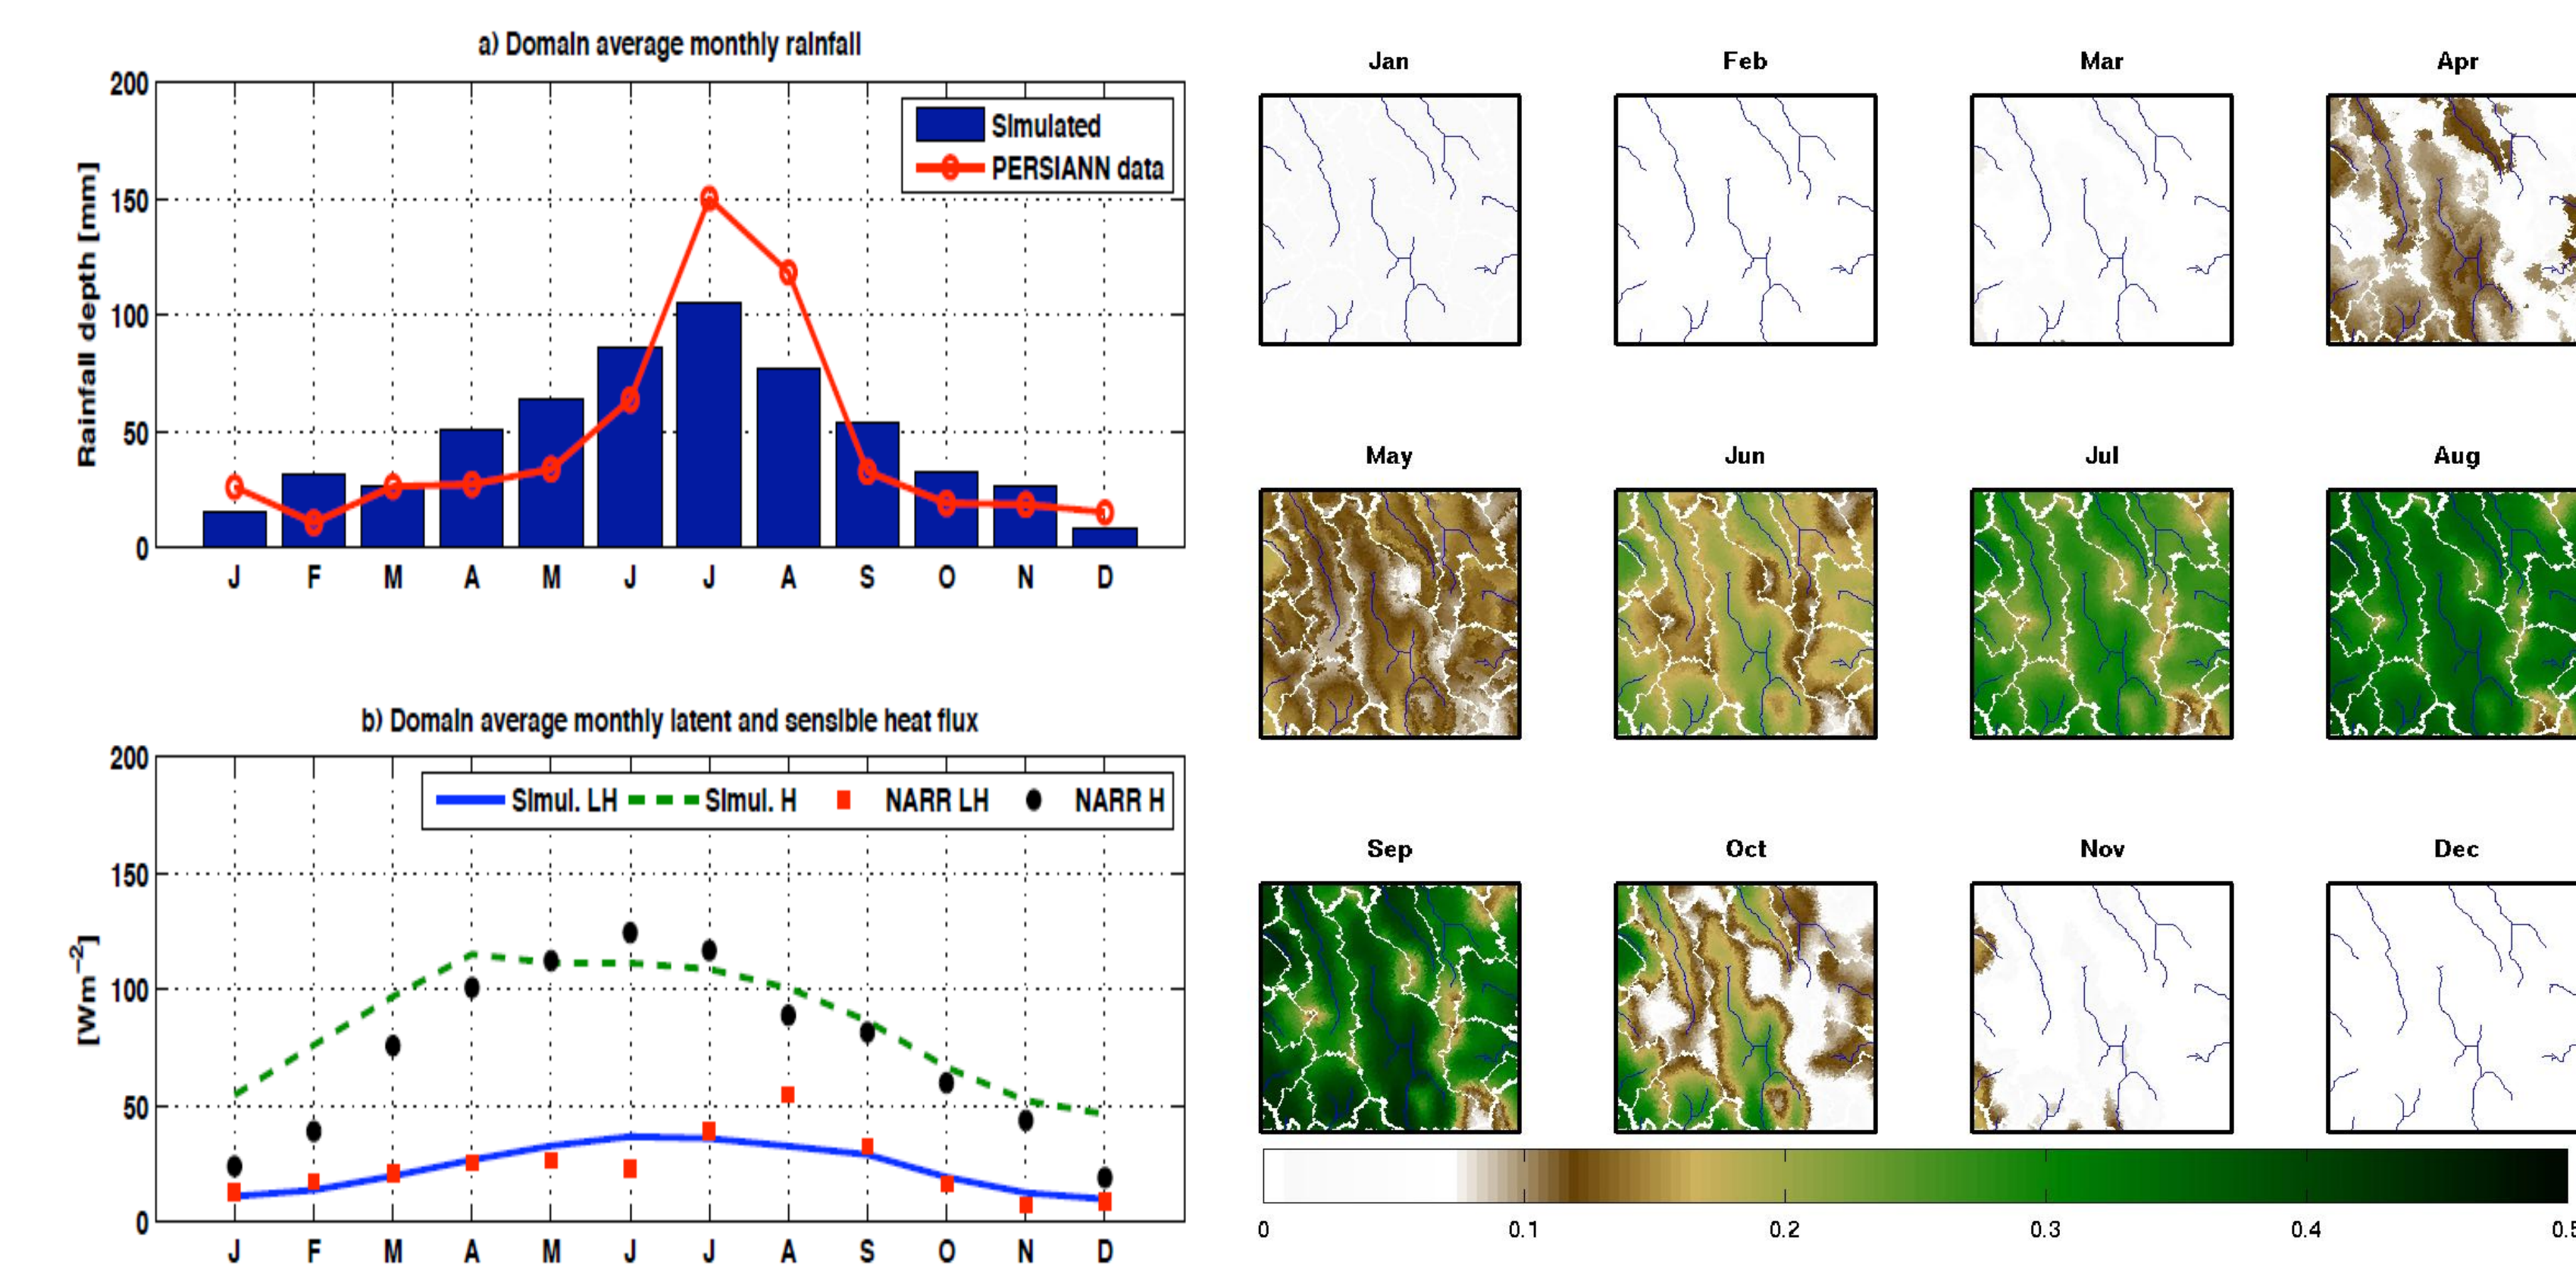 a) Domain average monthly rainfall
200
150
100
50
0
Rainfall depth [mm]
Simulated
PERSIANN data
J F M A M J J A S O N D
b) Domain average monthly latent and sensible heat flux
200
150
100
50
0
[Wm⁻²]
Simul. LH Simul. H NARR LH NARR H
J F M A M J J A S O N D
Jan Feb Mar Apr
May Jun Jul Aug
Sep Oct Nov Dec
0 0.1 0.2 0.3 0.4 0.5